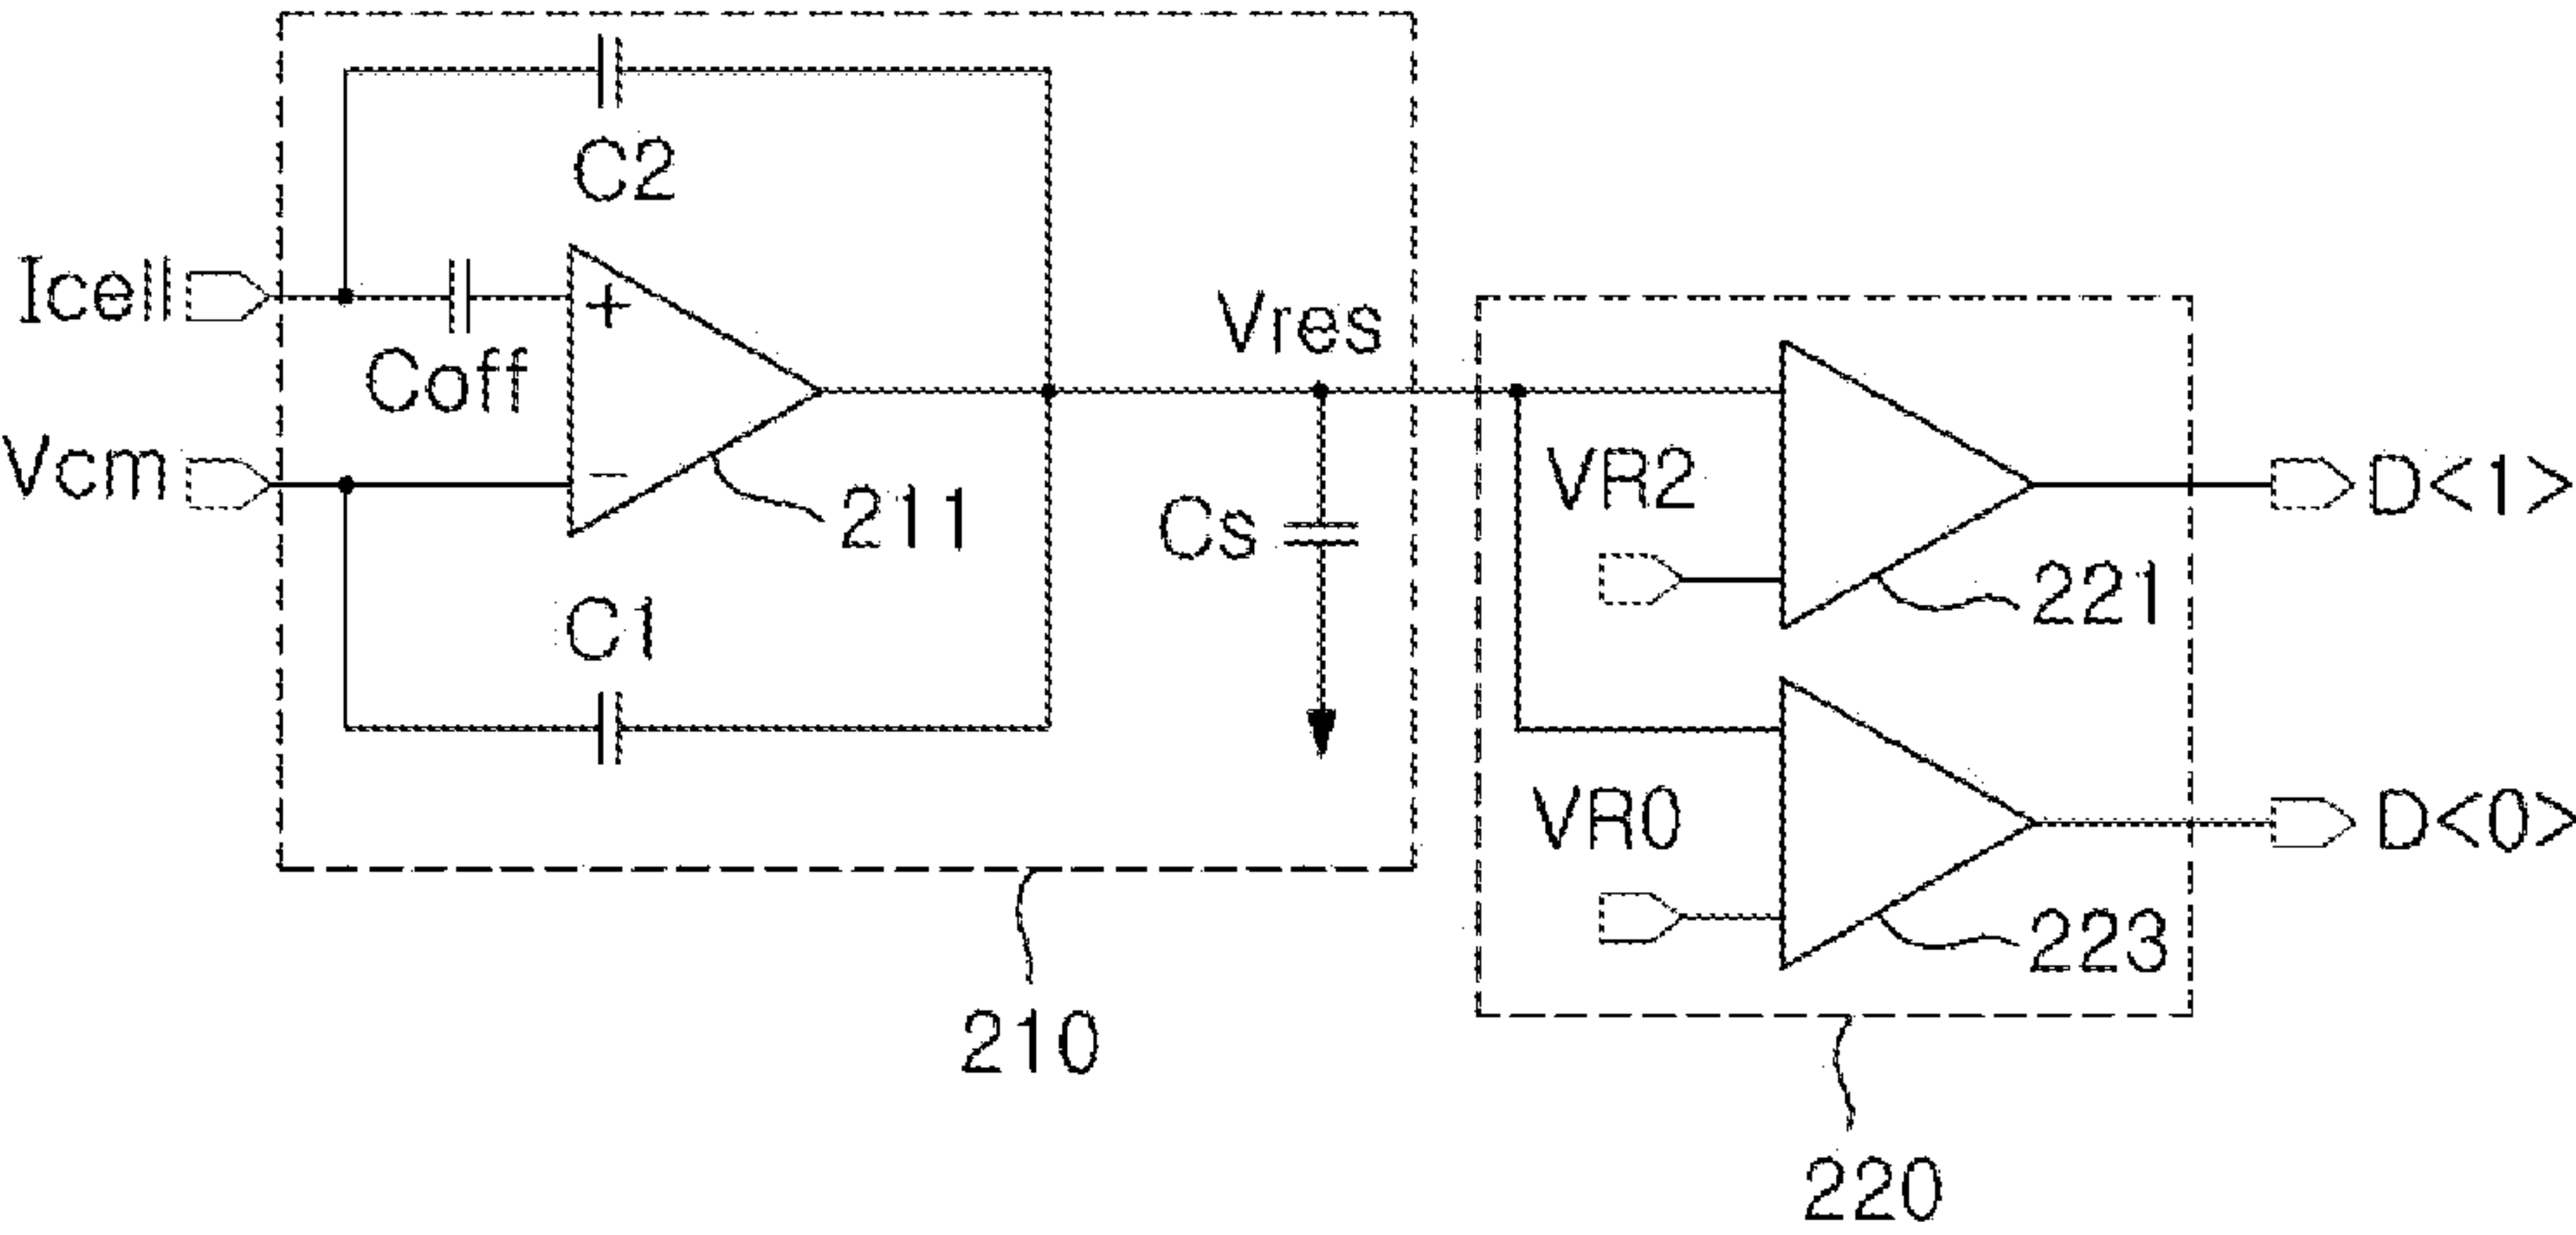 C2
Icell
+
Coff
Vres
Vcm
−
211
Cs
VR2
D<1>
221
C1
VR0
D<0>
223
210
220